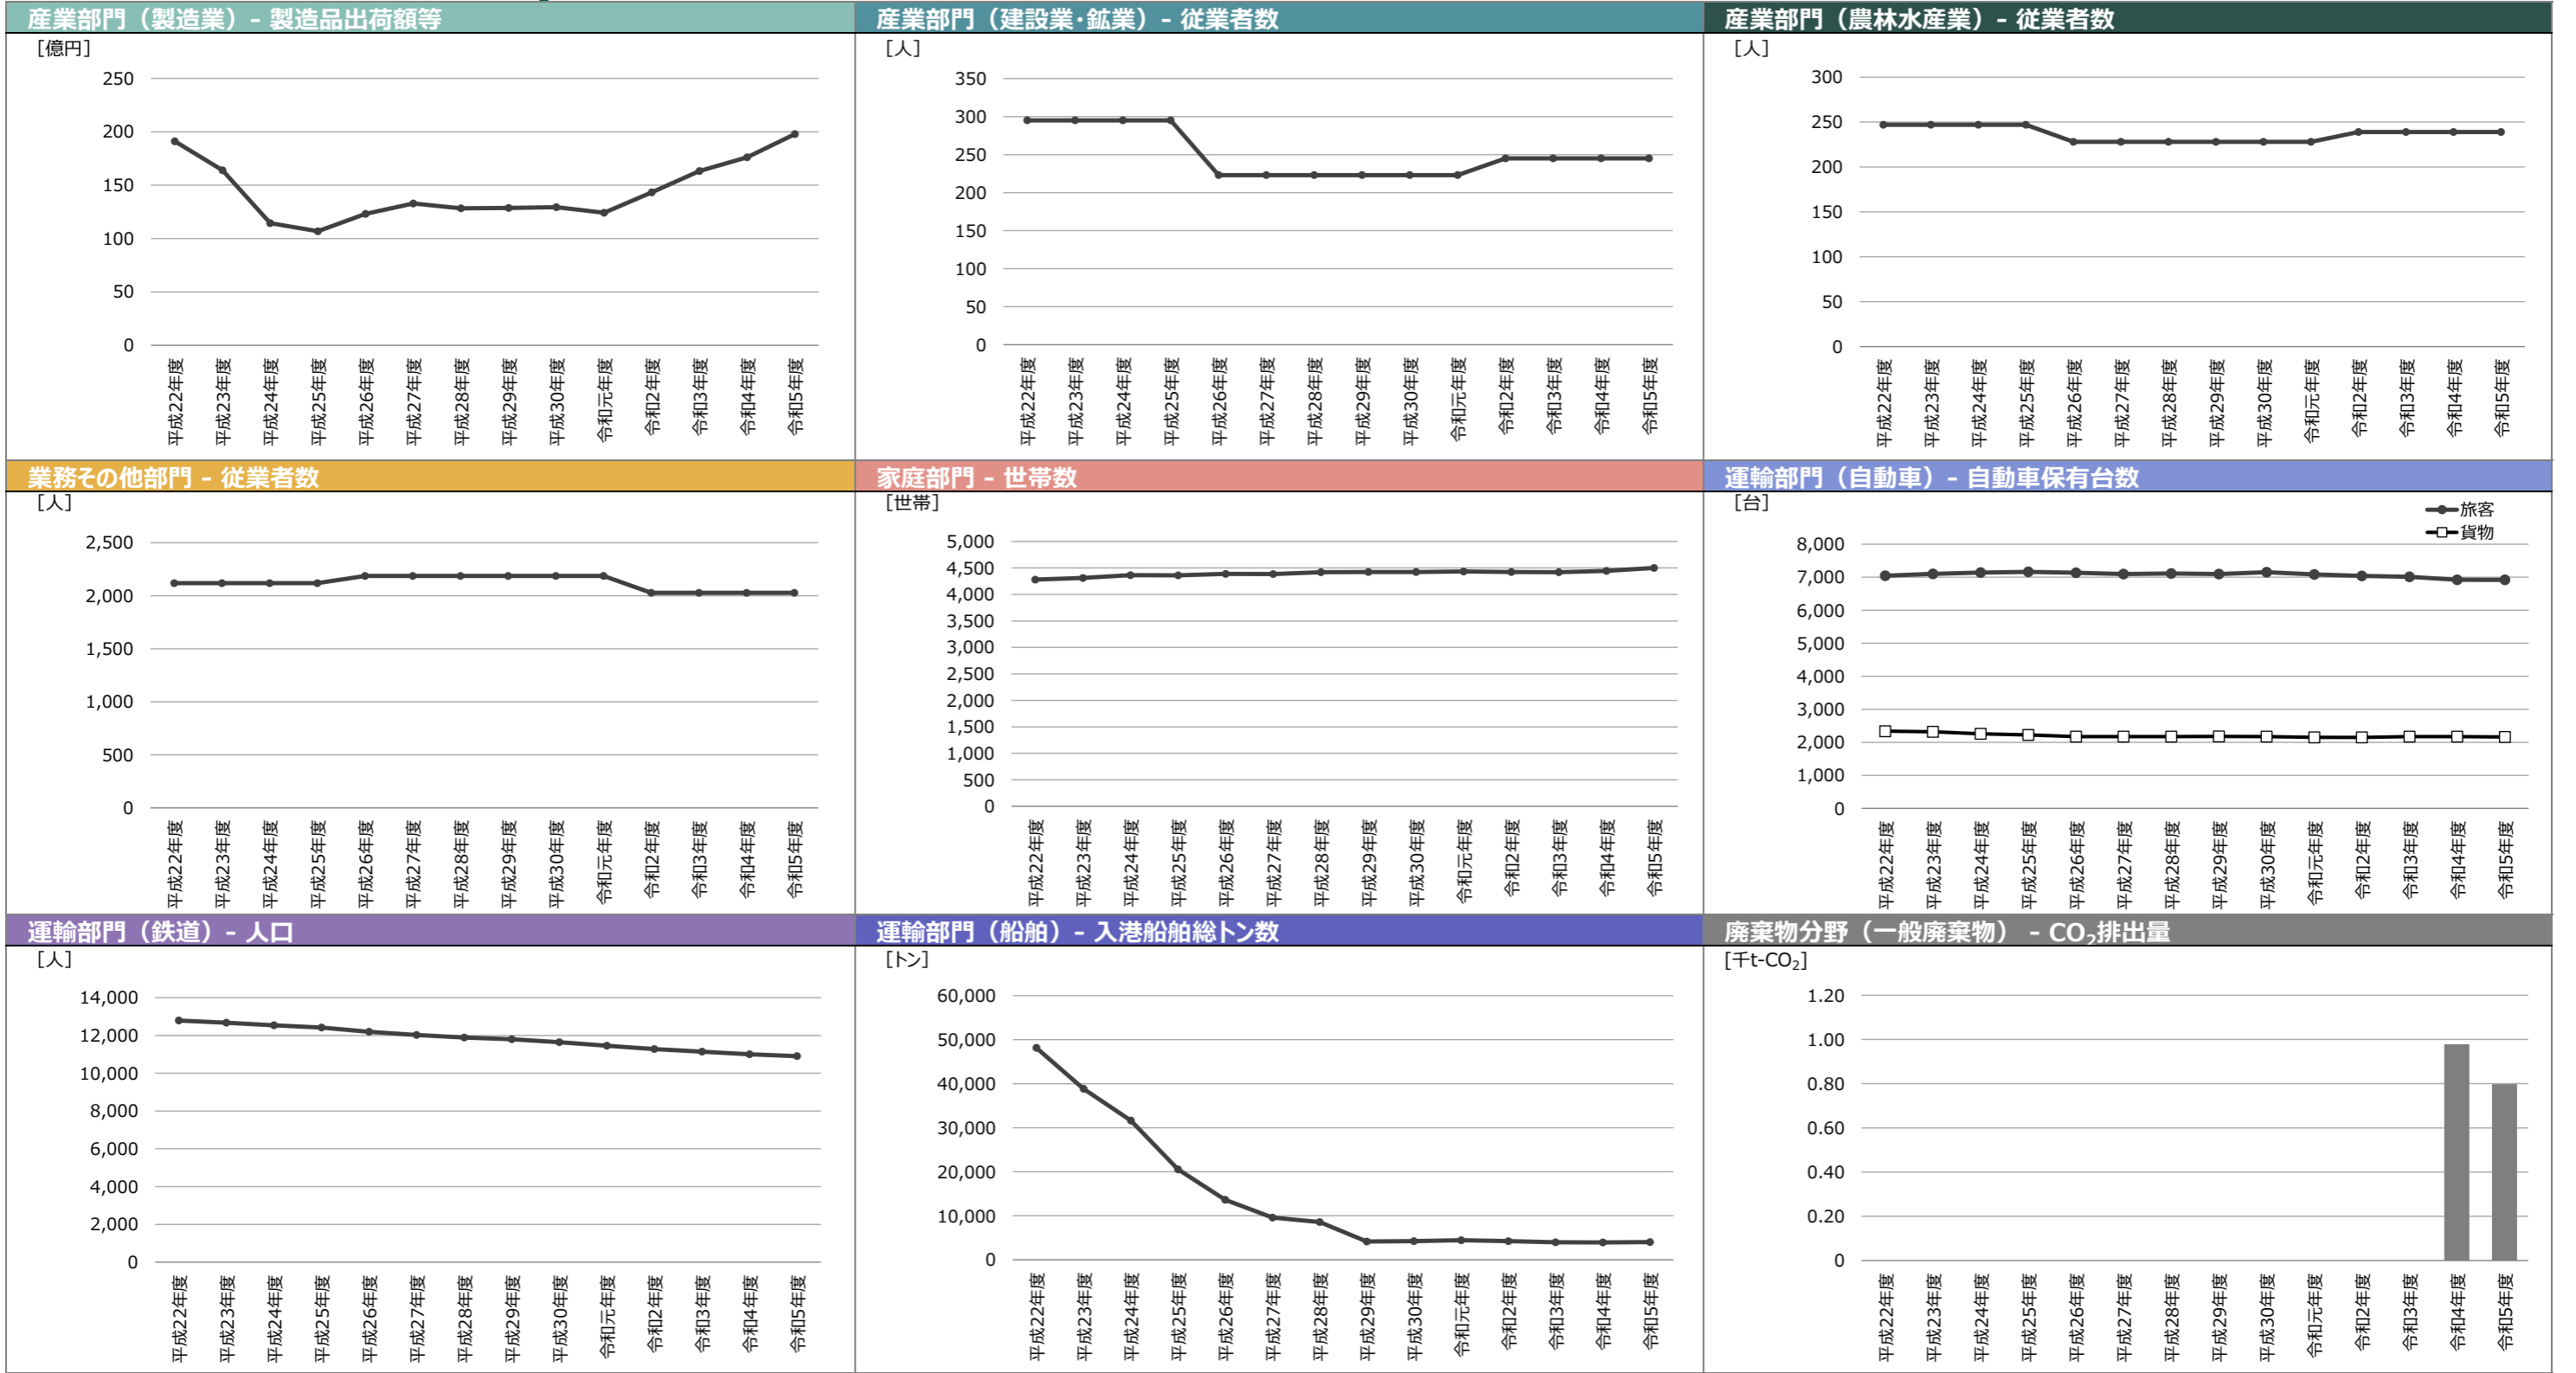 産業部門（製造業）- 製造品出荷額等
[億円]
250
200
150
100
50
0
平成22年度
平成23年度
平成24年度
平成25年度
平成26年度
平成27年度
平成28年度
平成29年度
平成30年度
令和元年度
令和2年度
令和3年度
令和4年度
令和5年度
産業部門（建設業･鉱業）- 従業者数
[人]
350
300
250
200
150
100
50
0
平成22年度
平成23年度
平成24年度
平成25年度
平成26年度
平成27年度
平成28年度
平成29年度
平成30年度
令和元年度
令和2年度
令和3年度
令和4年度
令和5年度
産業部門（農林水産業）- 従業者数
[人]
300
250
200
150
100
50
0
平成22年度
平成23年度
平成24年度
平成25年度
平成26年度
平成27年度
平成28年度
平成29年度
平成30年度
令和元年度
令和2年度
令和3年度
令和4年度
令和5年度
業務その他部門 - 従業者数
[人]
2,500
2,000
1,500
1,000
500
0
平成22年度
平成23年度
平成24年度
平成25年度
平成26年度
平成27年度
平成28年度
平成29年度
平成30年度
令和元年度
令和2年度
令和3年度
令和4年度
令和5年度
家庭部門 - 世帯数
[世帯]
5,000
4,500
4,000
3,500
3,000
2,500
2,000
1,500
1,000
500
0
平成22年度
平成23年度
平成24年度
平成25年度
平成26年度
平成27年度
平成28年度
平成29年度
平成30年度
令和元年度
令和2年度
令和3年度
令和4年度
令和5年度
運輸部門（自動車）- 自動車保有台数
[台]
旅客
貨物
8,000
7,000
6,000
5,000
4,000
3,000
2,000
1,000
0
平成22年度
平成23年度
平成24年度
平成25年度
平成26年度
平成27年度
平成28年度
平成29年度
平成30年度
令和元年度
令和2年度
令和3年度
令和4年度
令和5年度
運輸部門（鉄道）- 人口
[人]
14,000
12,000
10,000
8,000
6,000
4,000
2,000
0
平成22年度
平成23年度
平成24年度
平成25年度
平成26年度
平成27年度
平成28年度
平成29年度
平成30年度
令和元年度
令和2年度
令和3年度
令和4年度
令和5年度
運輸部門（船舶）- 入港船舶総トン数
[トン]
60,000
50,000
40,000
30,000
20,000
10,000
0
平成22年度
平成23年度
平成24年度
平成25年度
平成26年度
平成27年度
平成28年度
平成29年度
平成30年度
令和元年度
令和2年度
令和3年度
令和4年度
令和5年度
廃棄物分野（一般廃棄物） - CO₂排出量
[千t-CO₂]
1.20
1.00
0.80
0.60
0.40
0.20
0
平成22年度
平成23年度
平成24年度
平成25年度
平成26年度
平成27年度
平成28年度
平成29年度
平成30年度
令和元年度
令和2年度
令和3年度
令和4年度
令和5年度